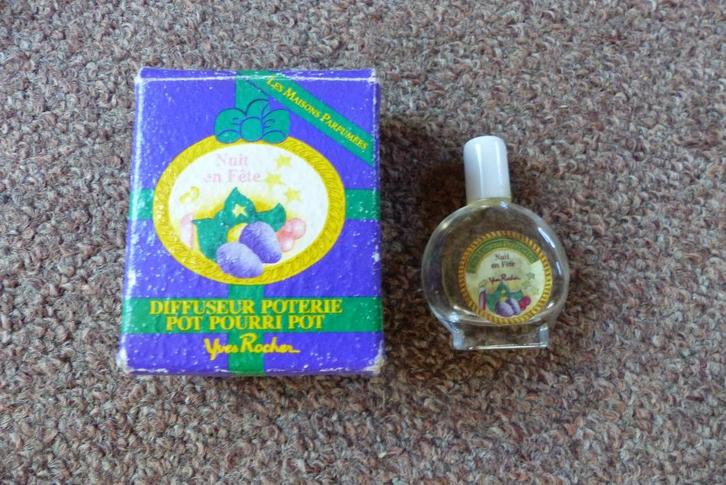 LES MAISONS PARFUMÉES
Nuit
en Fête
DIFFUSEUR POTERIE
POT POURRI POT
Yves Rocher
Nuit
en Fête
Yves Rocher